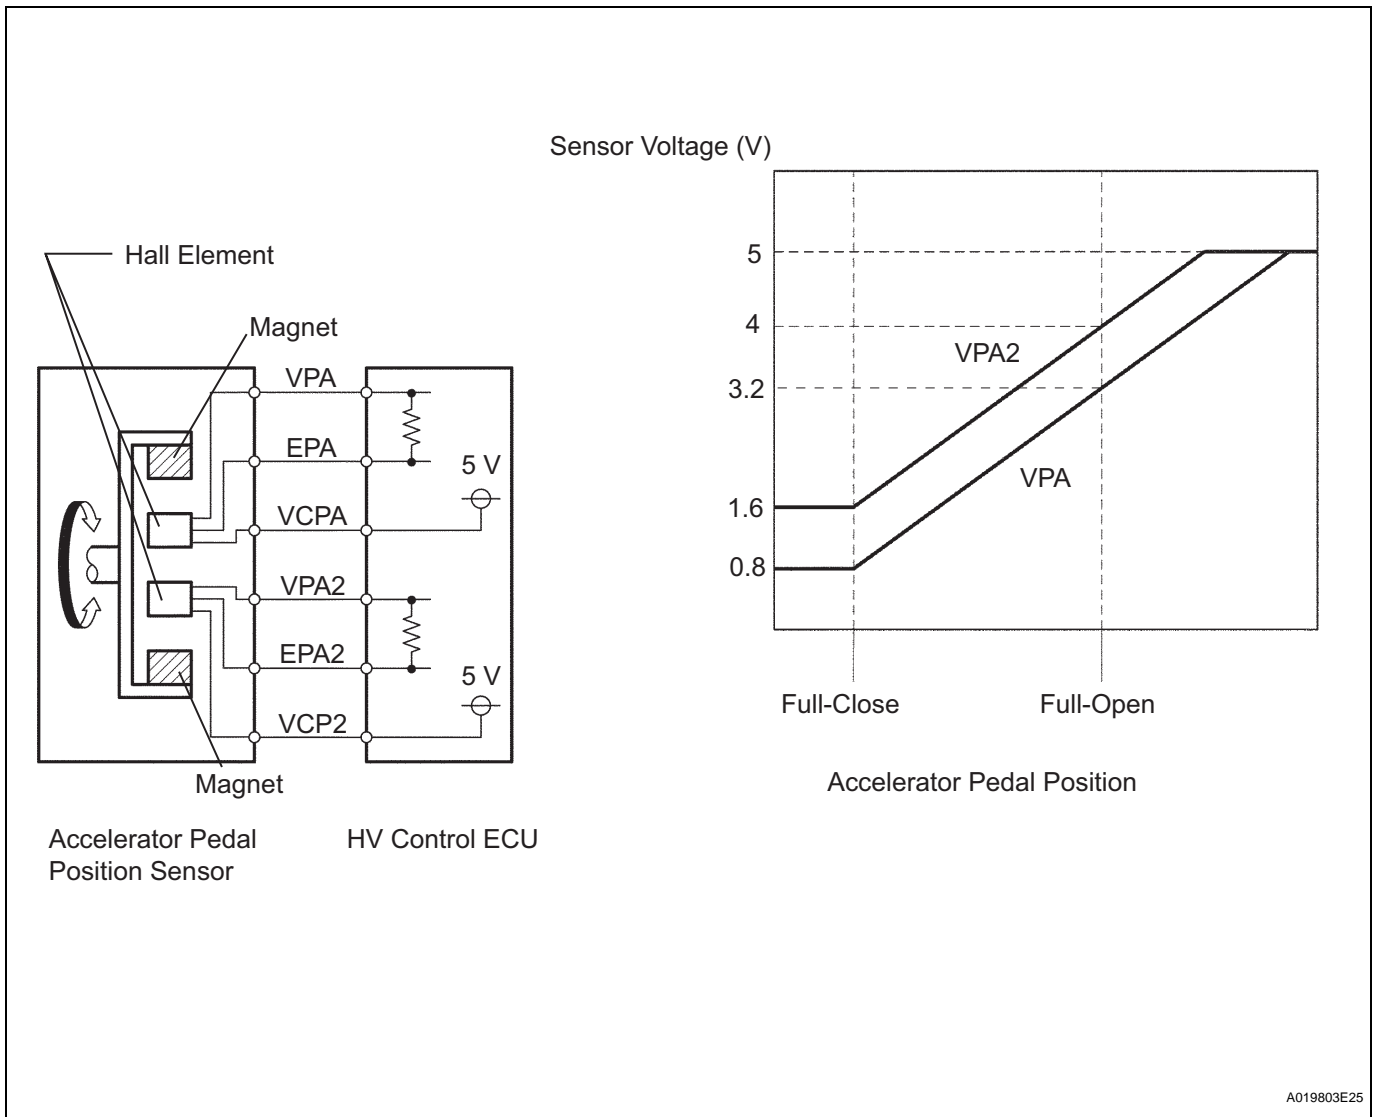 Sensor Voltage (V)
Hall Element
Magnet
VPA
EPA
5 V
VCPA
VPA2
EPA2
5 V
VCP2
Magnet
Accelerator Pedal
Position Sensor
HV Control ECU
5
4
3.2
1.6
0.8
VPA2
VPA
Full-Close
Full-Open
Accelerator Pedal Position
A019803E25